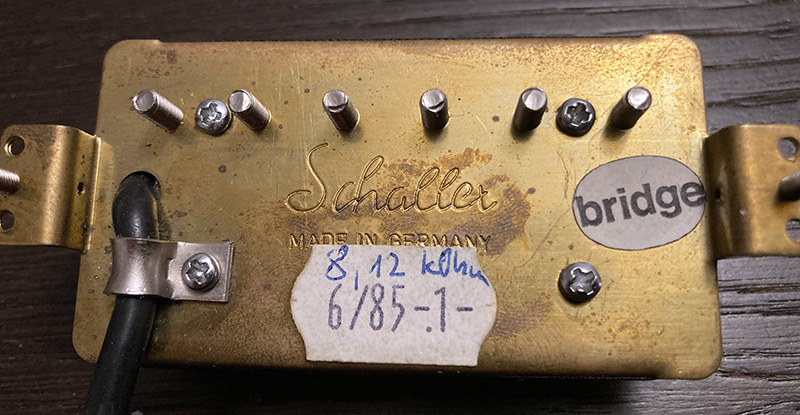 Schaller
MADE IN GERMANY
bridge
8,12 kOhm
6/85-.1-